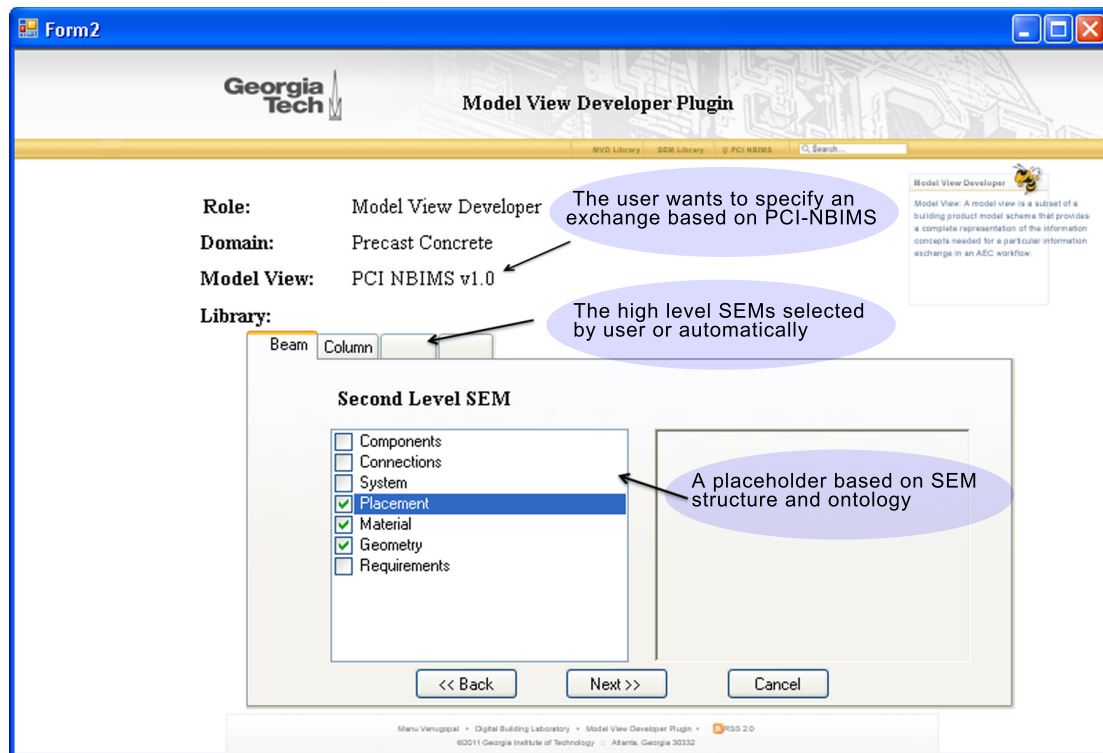 Form2
Georgia
Tech
Model View Developer Plugin
MVD Library SEM Library PCI NBIMS Search...
Model View Developer
Model View: A model view is a subset of a
building product model schema that provides
a complete representation of the information
concepts needed for a particular information
exchange in an AEC workflow.
Role: Model View Developer
The user wants to specify an
exchange based on PCI-NBIMS
Domain: Precast Concrete
Model View: PCI NBIMS v1.0
The high level SEMs selected
by user or automatically
Library:
Beam Column
Second Level SEM
Components
Connections
System
Placement
Material
Geometry
Requirements
A placeholder based on SEM
structure and ontology
<< Back Next >> Cancel
Manu Venugopal • Digital Building Laboratory • Model View Developer Plugin • RSS 2.0
©2011 Georgia Institute of Technology :: Atlanta, Georgia 30332